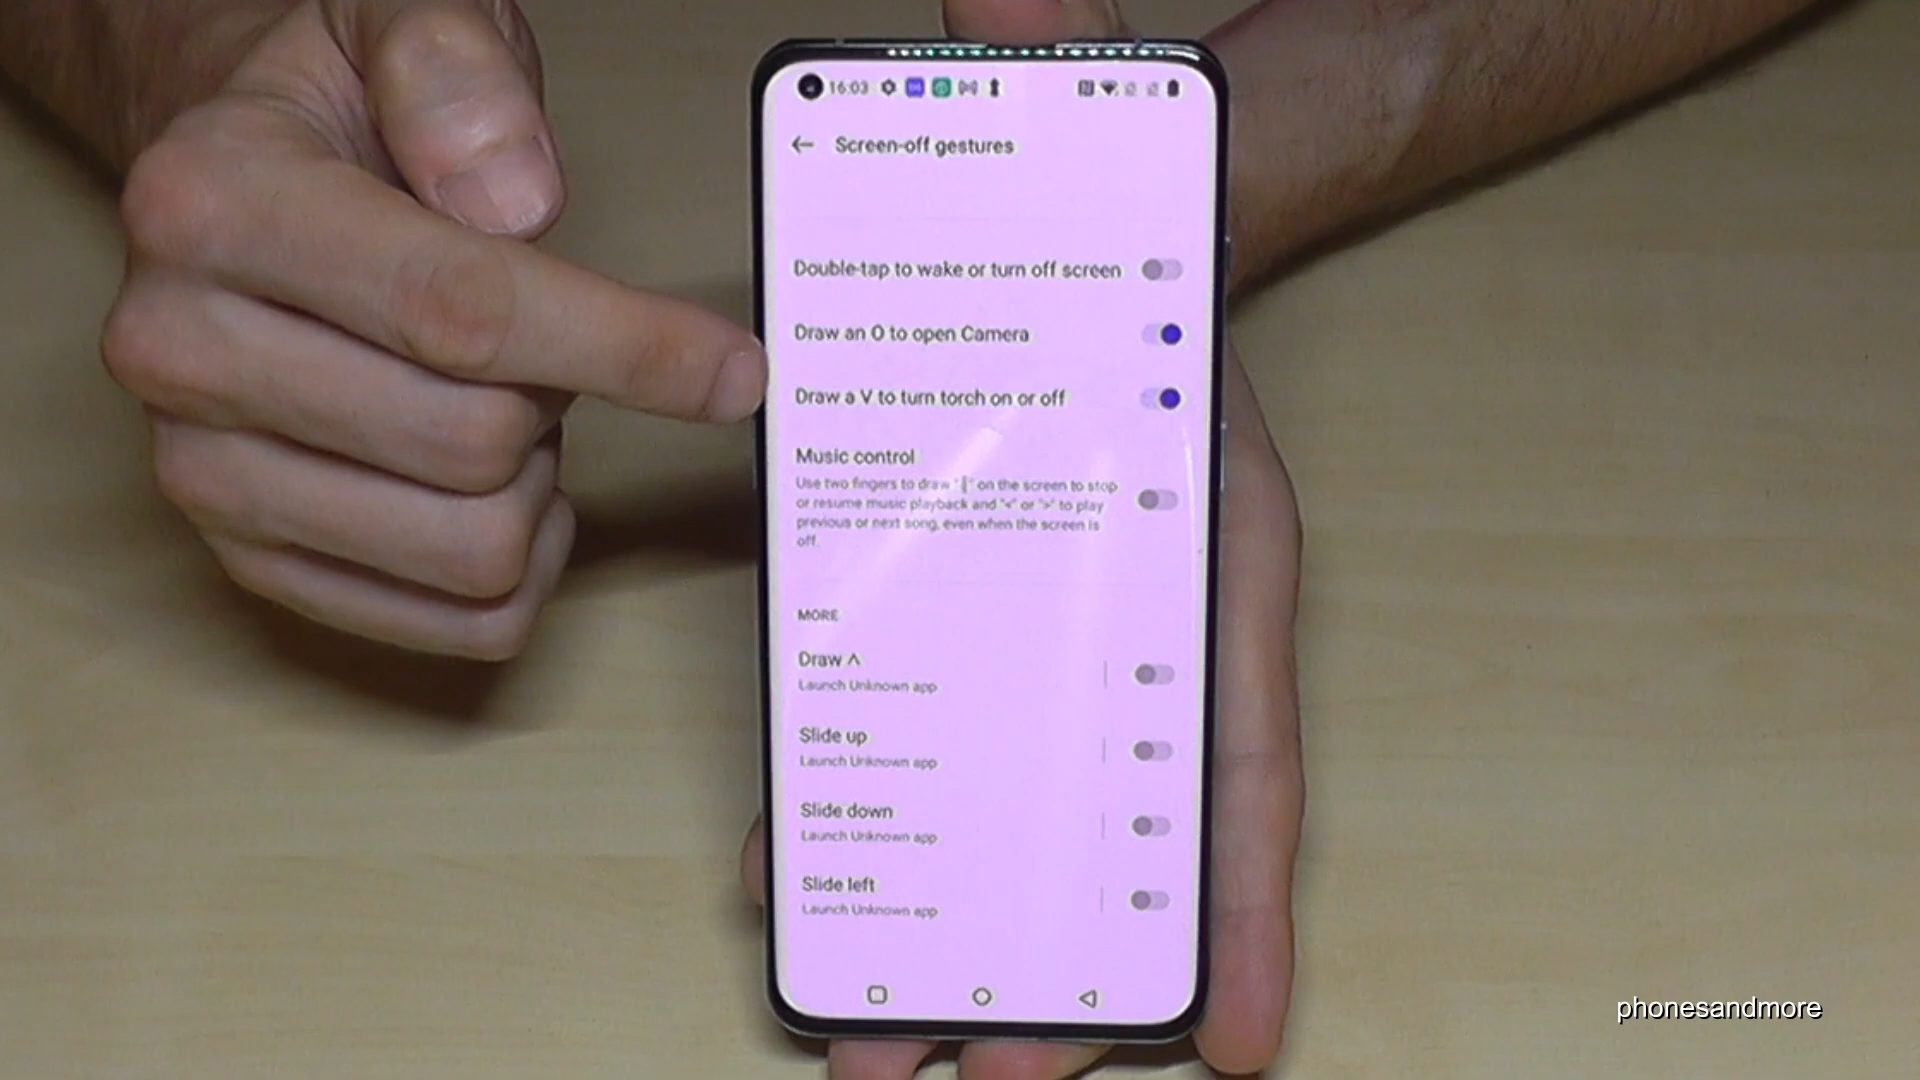 16:03
Screen-off gestures
Double-tap to wake or turn off screen
Draw an O to open Camera
Draw a V to turn torch on or off
Music control
Use two fingers to draw "||" on the screen to stop
or resume music playback and "<" or ">" to play
previous or next song, even when the screen is
off.
MORE
Draw ^
Launch Unknown app
Slide up
Launch Unknown app
Slide down
Launch Unknown app
Slide left
Launch Unknown app
phonesandmore